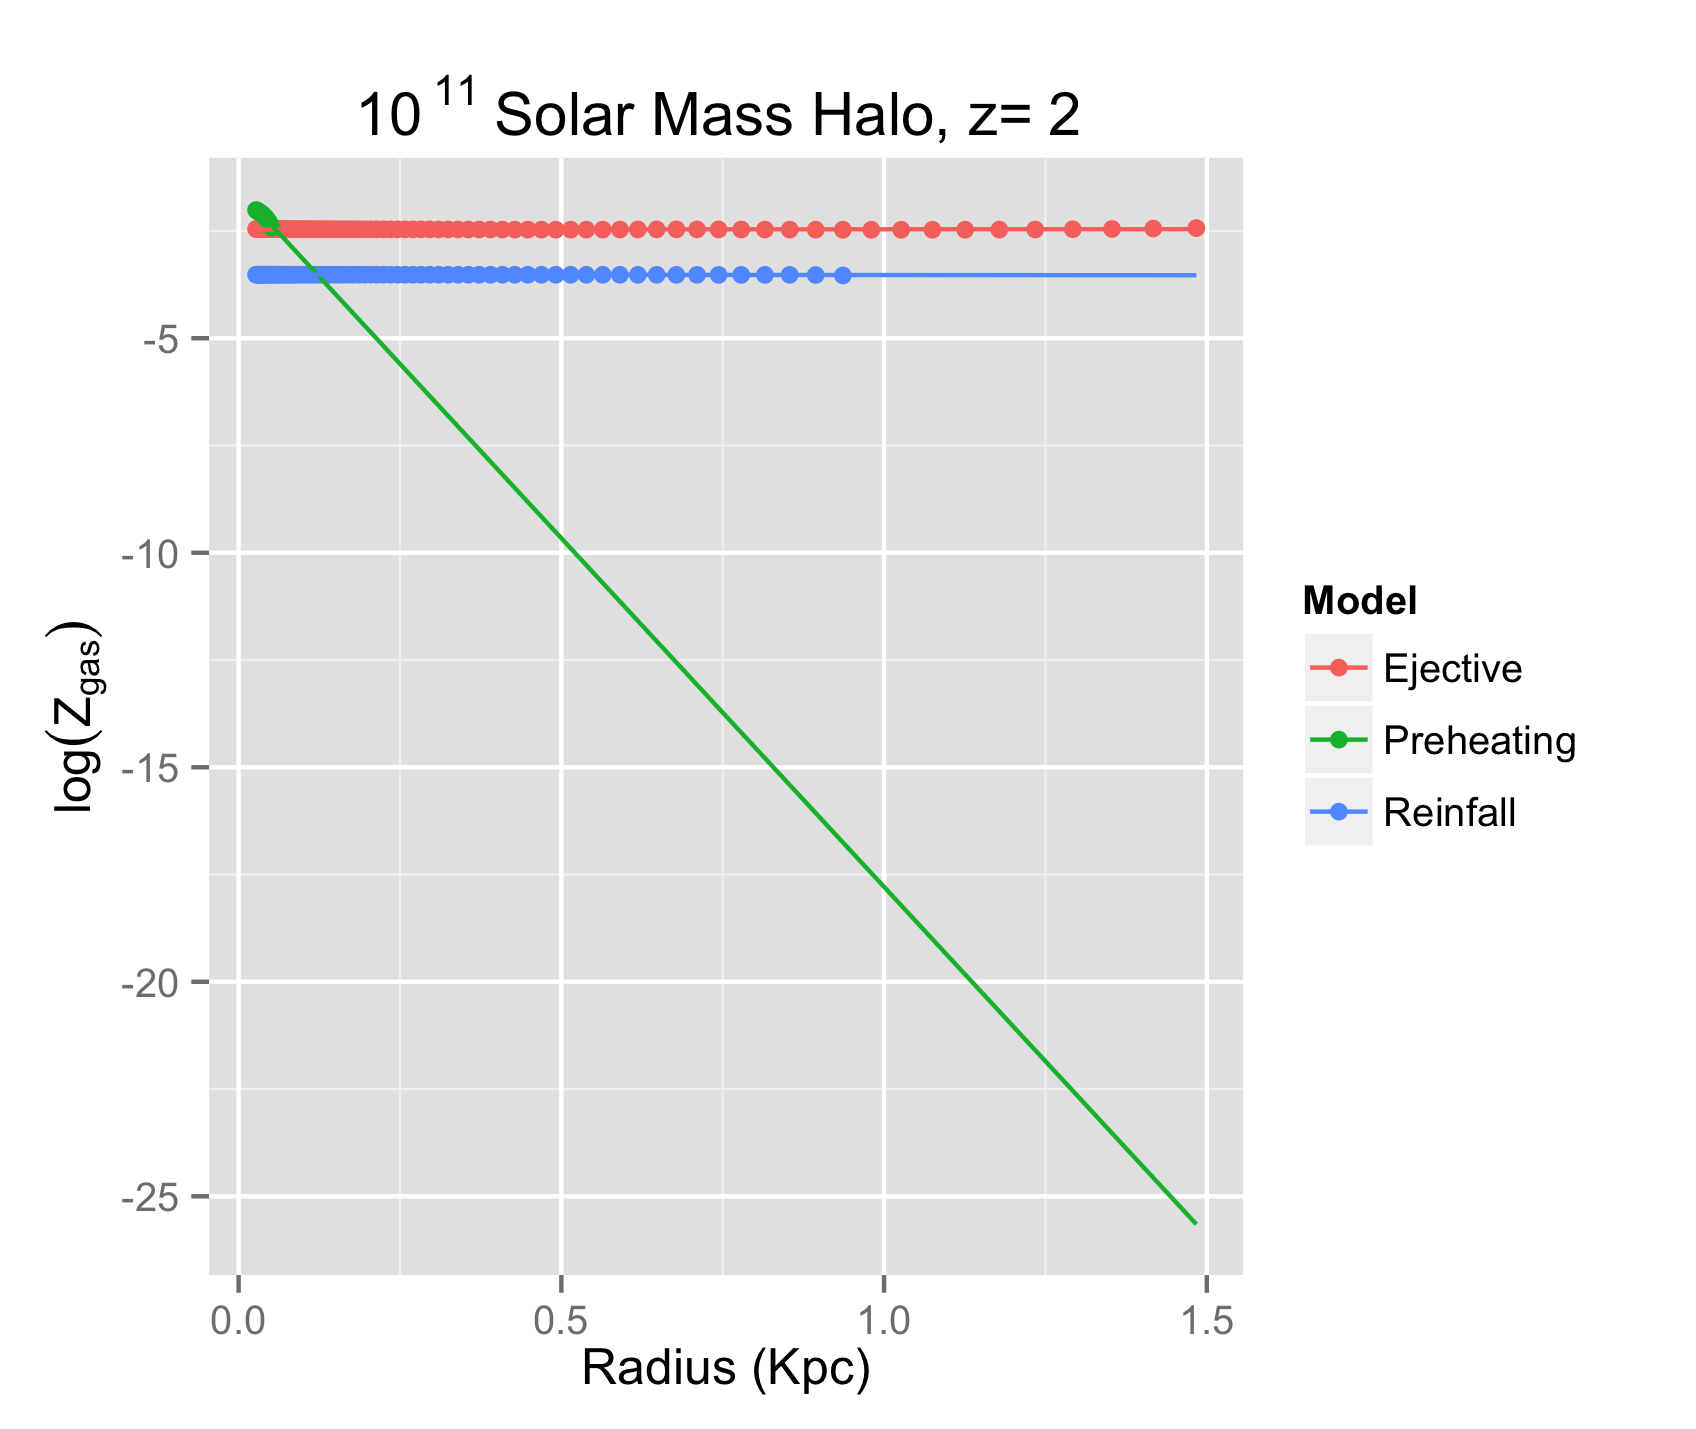 10 11 Solar Mass Halo, z= 2
log(Zgas)
-5
-10
-15
-20
-25
0.0 0.5 1.0 1.5
Radius (Kpc)
Model
Ejective
Preheating
Reinfall